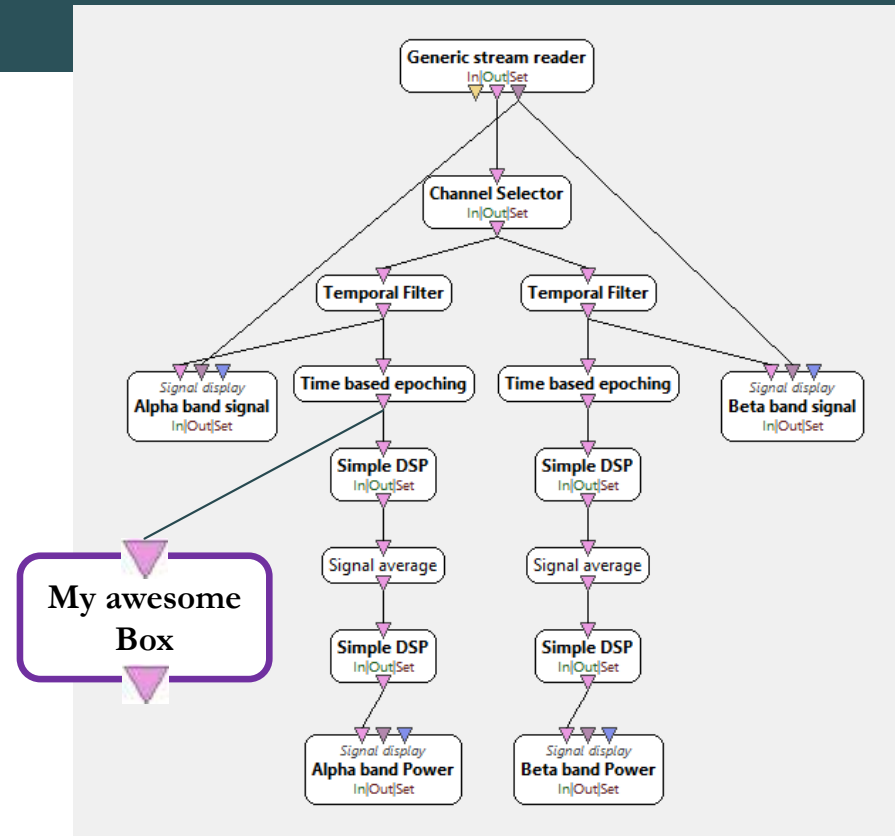 Generic stream reader
In|Out|Set
Channel Selector
In|Out|Set
Temporal Filter
Temporal Filter
Signal display
Alpha band signal
In|Out|Set
Time based epoching
Time based epoching
Signal display
Beta band signal
In|Out|Set
Simple DSP
In|Out|Set
Simple DSP
In|Out|Set
My awesome
Box
Signal average
Signal average
Simple DSP
In|Out|Set
Simple DSP
In|Out|Set
Signal display
Alpha band Power
In|Out|Set
Signal display
Beta band Power
In|Out|Set